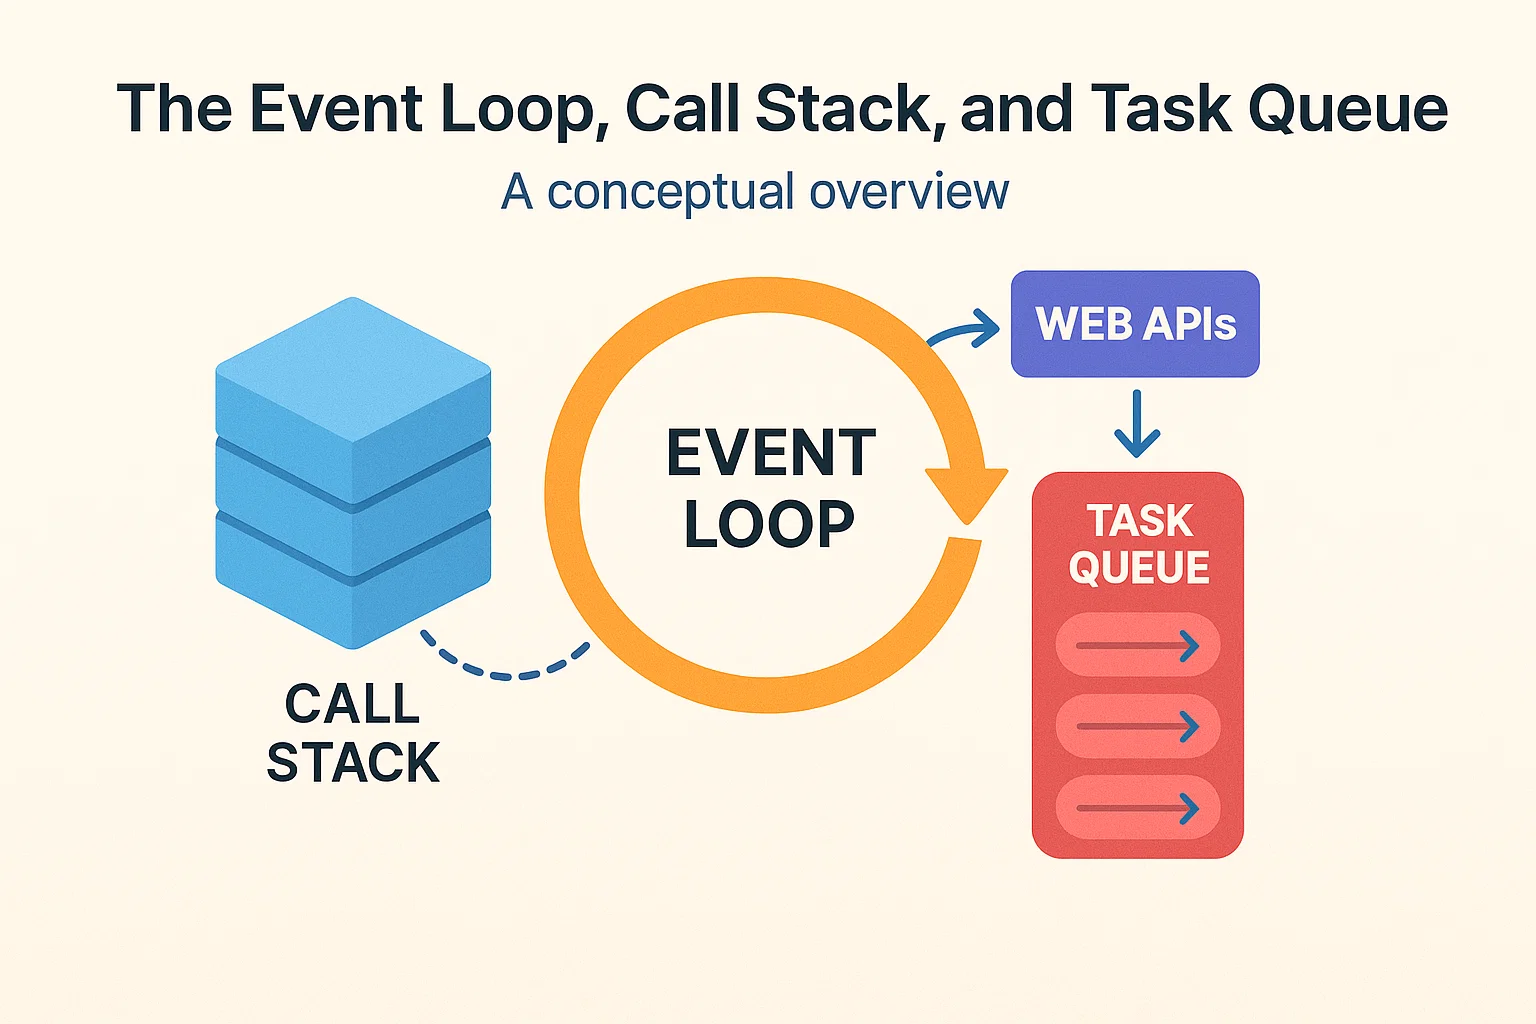 The Event Loop, Call Stack, and Task Queue
A conceptual overview
WEB APIs
EVENT
LOOP
TASK
QUEUE
CALL
STACK